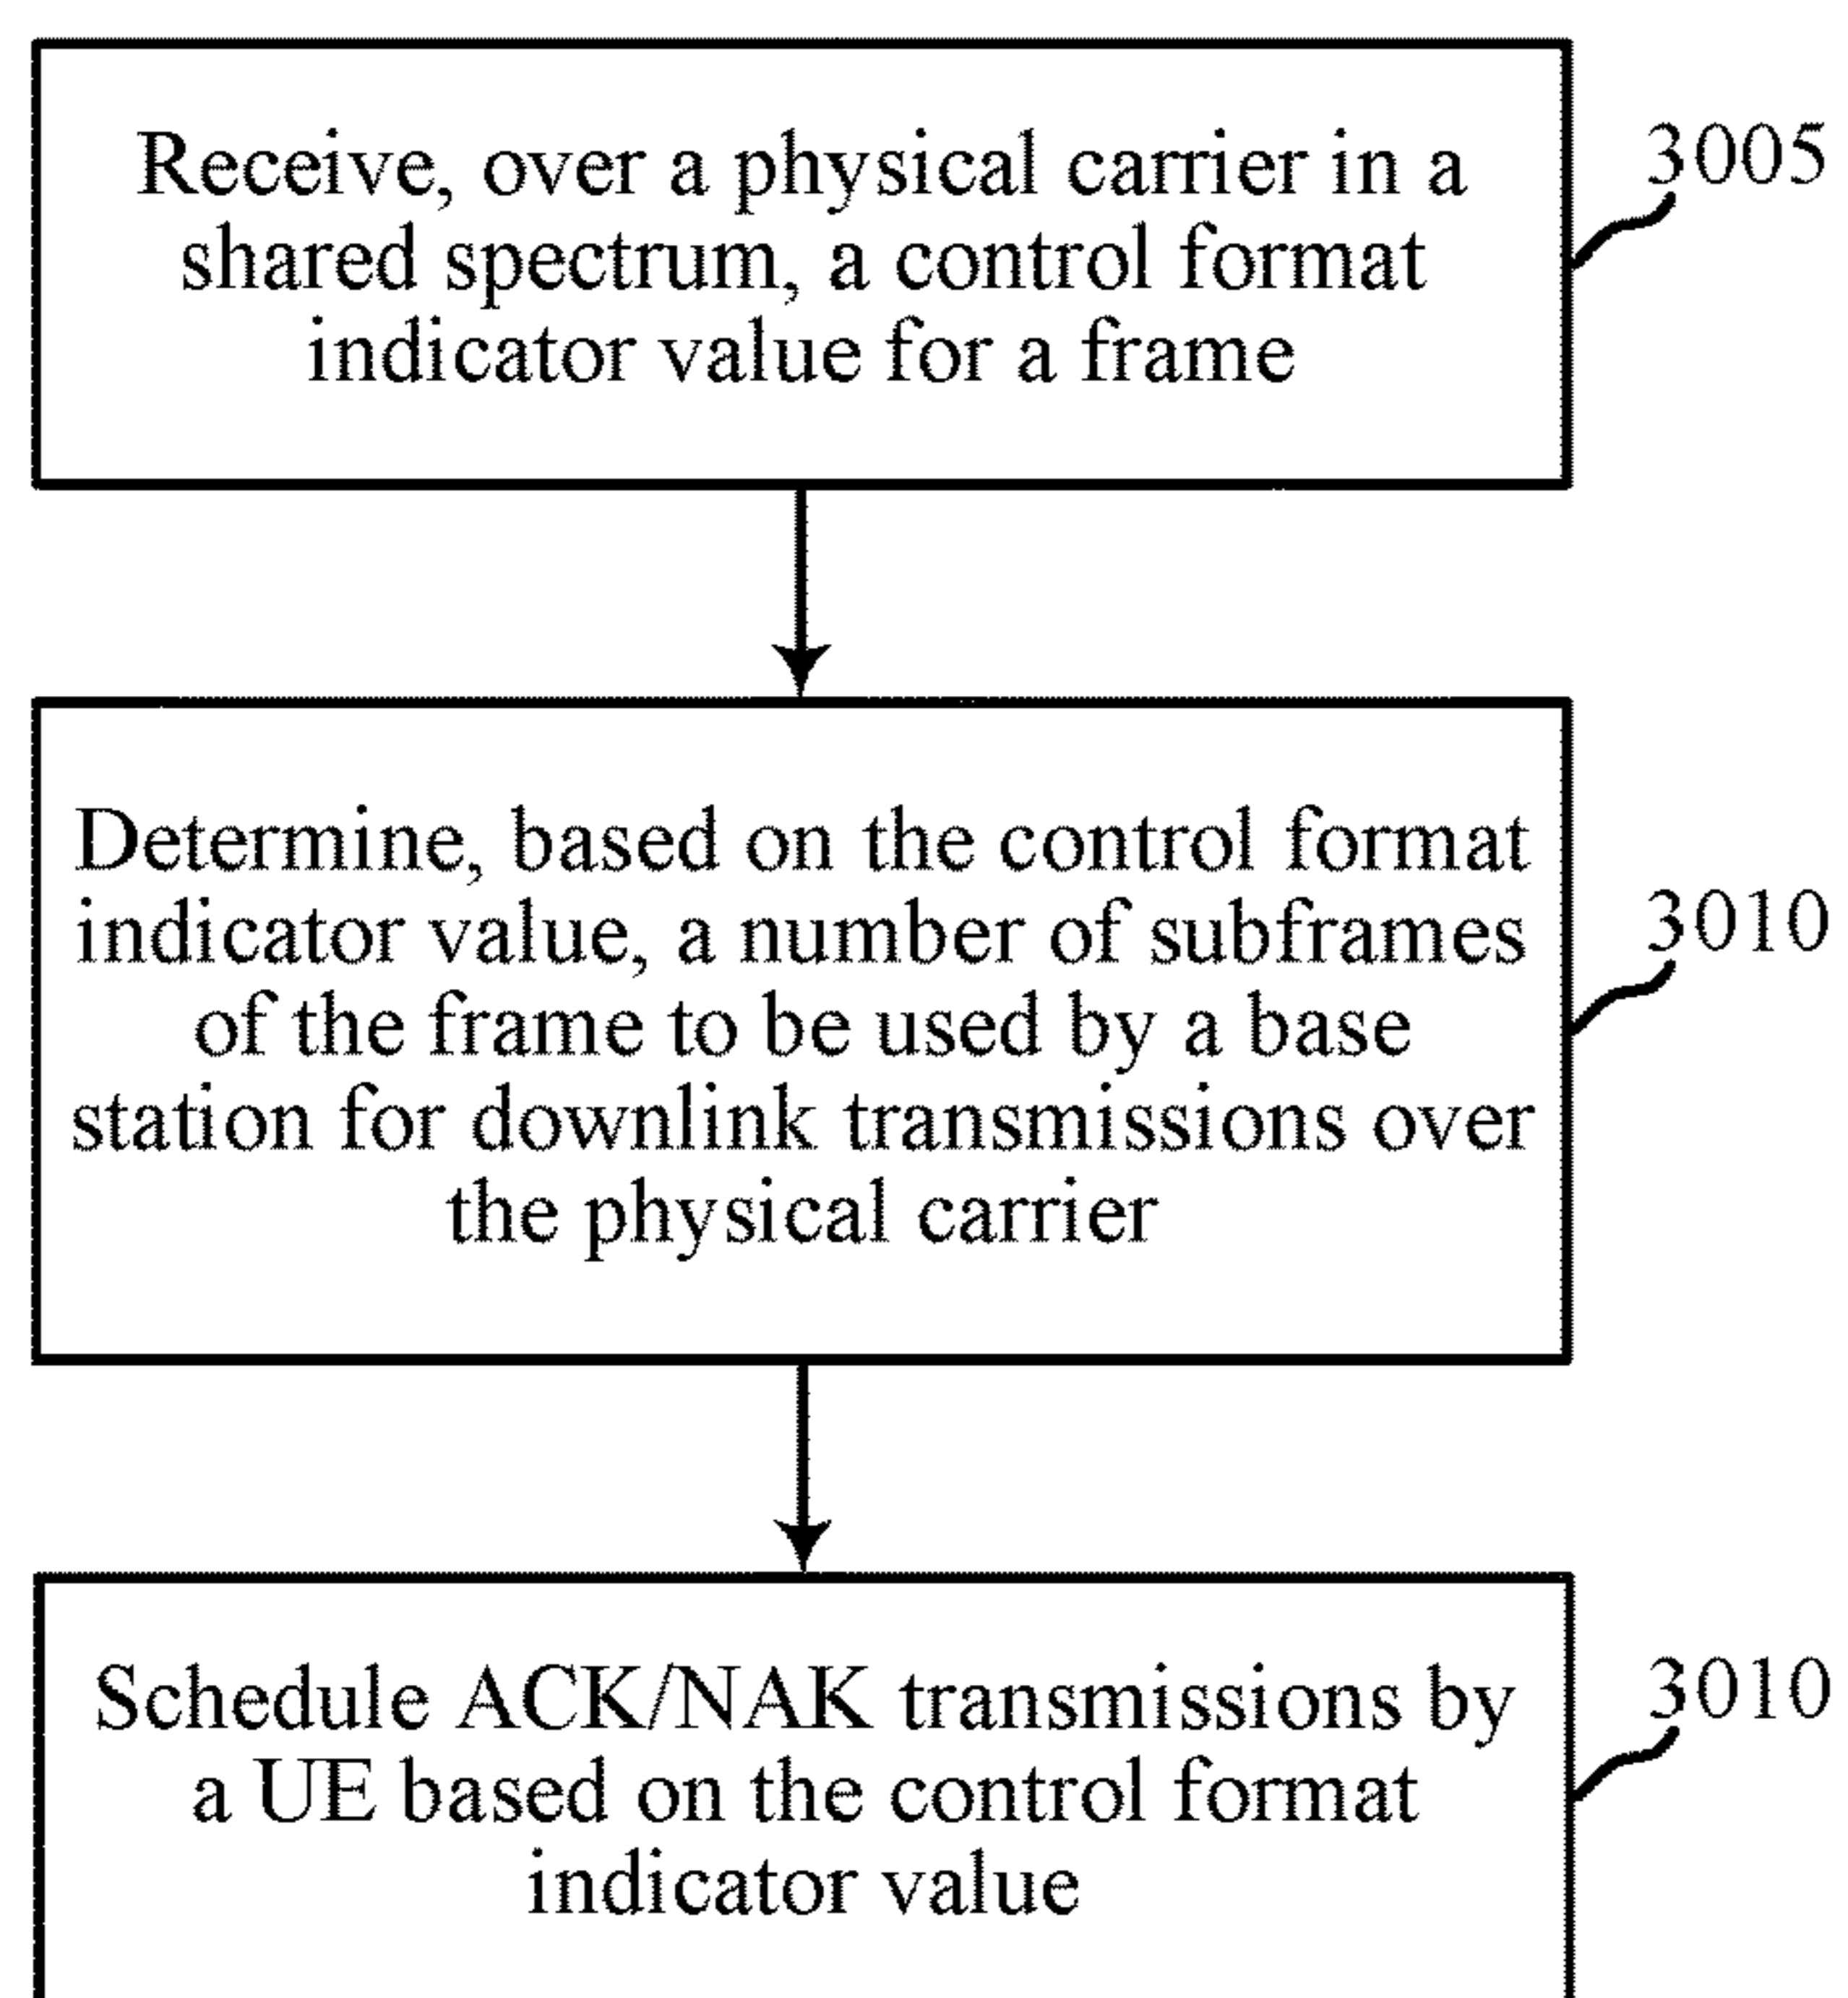 Receive, over a physical carrier in a
shared spectrum, a control format
indicator value for a frame
3005
Determine, based on the control format
indicator value, a number of subframes
of the frame to be used by a base
station for downlink transmissions over
the physical carrier
3010
Schedule ACK/NAK transmissions by
a UE based on the control format
indicator value
3010